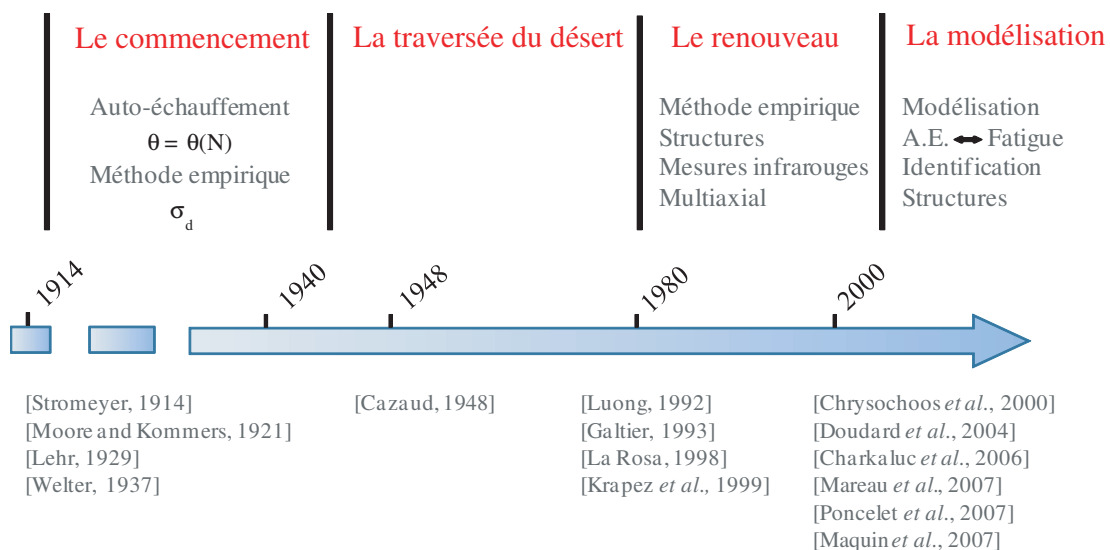 Le commencement
Auto-échauffement
θ = θ(N)
Méthode empirique
σd
La traversée du désert
Le renouveau
Méthode empirique
Structures
Mesures infrarouges
Multiaxial
La modélisation
Modélisation
A.E. ↔ Fatigue
Identification
Structures
1914
1940
1948
1980
2000
[Stromeyer, 1914]
[Moore and Kommers, 1921]
[Lehr, 1929]
[Welter, 1937]
[Cazaud, 1948]
[Luong, 1992]
[Galtier, 1993]
[La Rosa, 1998]
[Krapez et al., 1999]
[Chrysochoos et al., 2000]
[Doudard et al., 2004]
[Charkaluc et al., 2006]
[Mareau et al., 2007]
[Poncelet et al., 2007]
[Maquin et al., 2007]